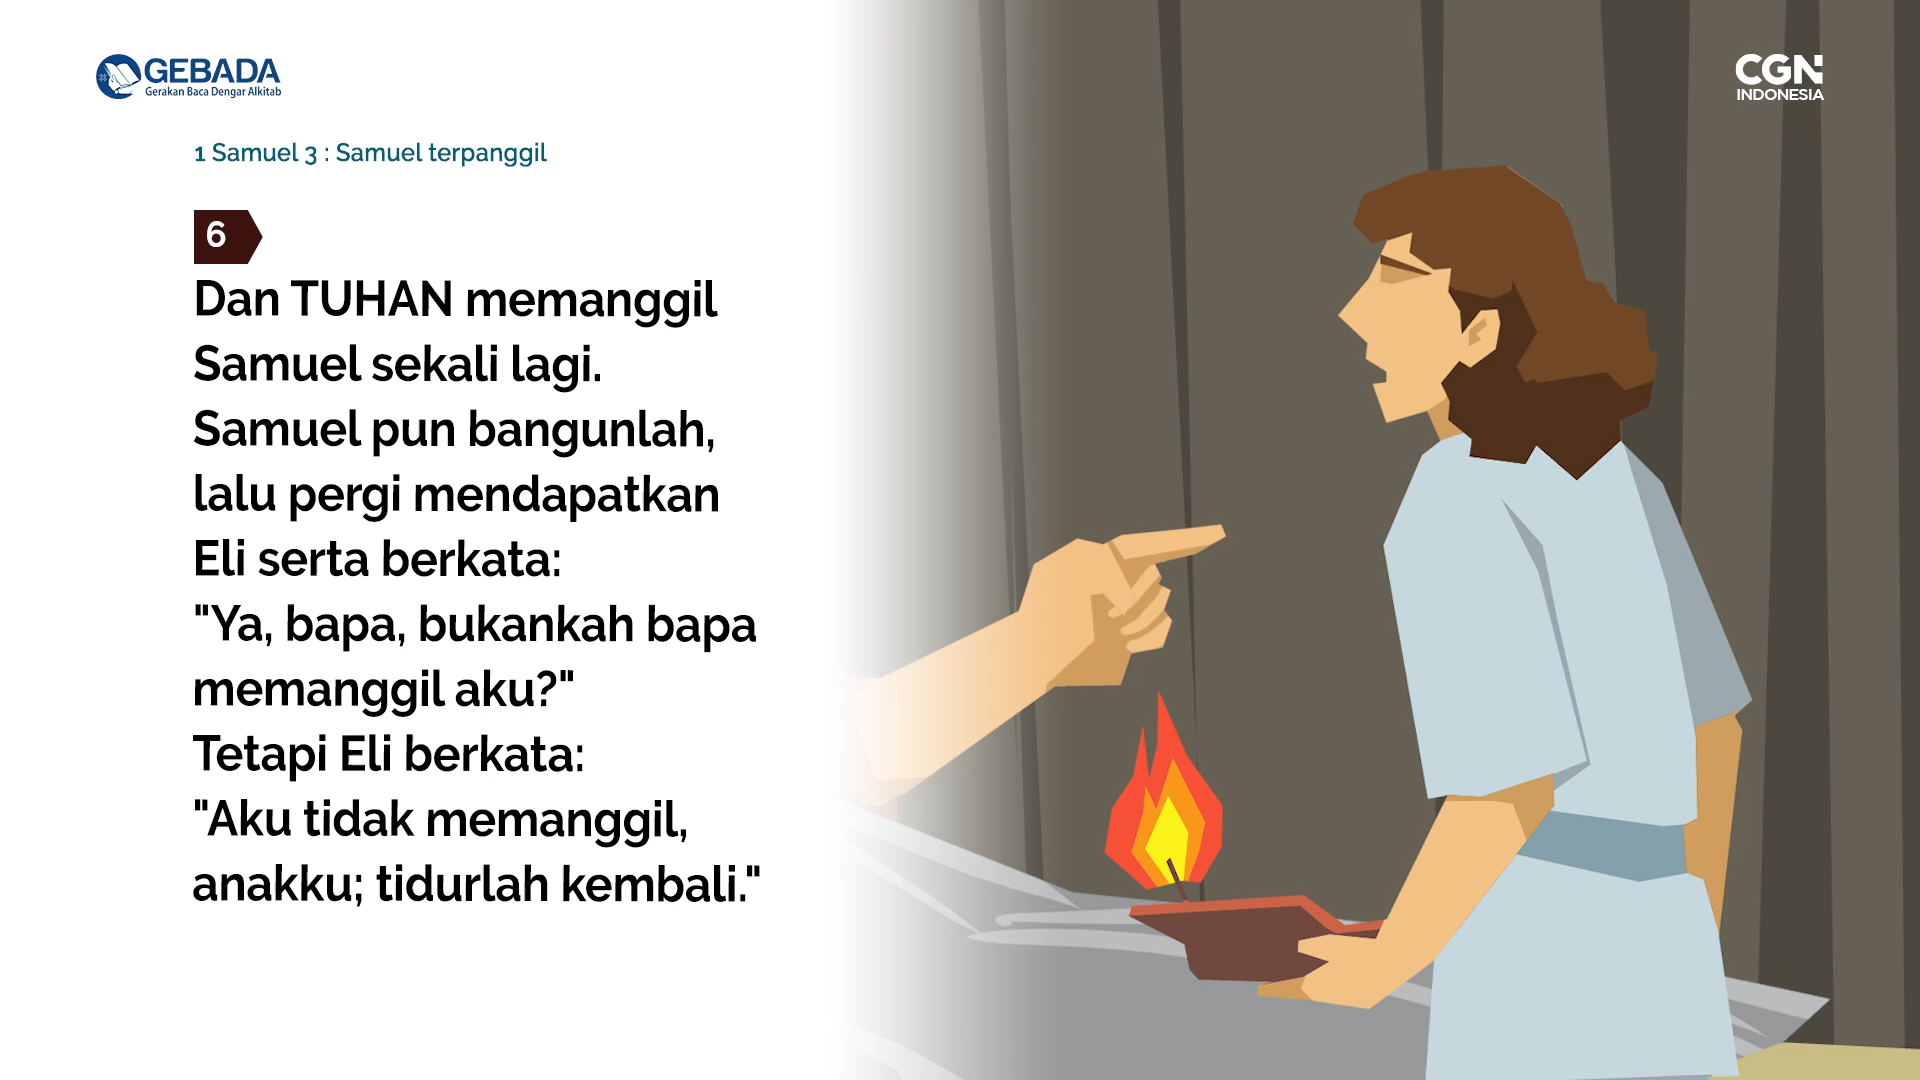 GEBADA
Gerakan Baca Dengar Alkitab
CGN
INDONESIA
1 Samuel 3 : Samuel terpanggil
6
Dan TUHAN memanggil
Samuel sekali lagi.
Samuel pun bangunlah,
lalu pergi mendapatkan
Eli serta berkata:
"Ya, bapa, bukankah bapa
memanggil aku?"
Tetapi Eli berkata:
"Aku tidak memanggil,
anakku; tidurlah kembali."